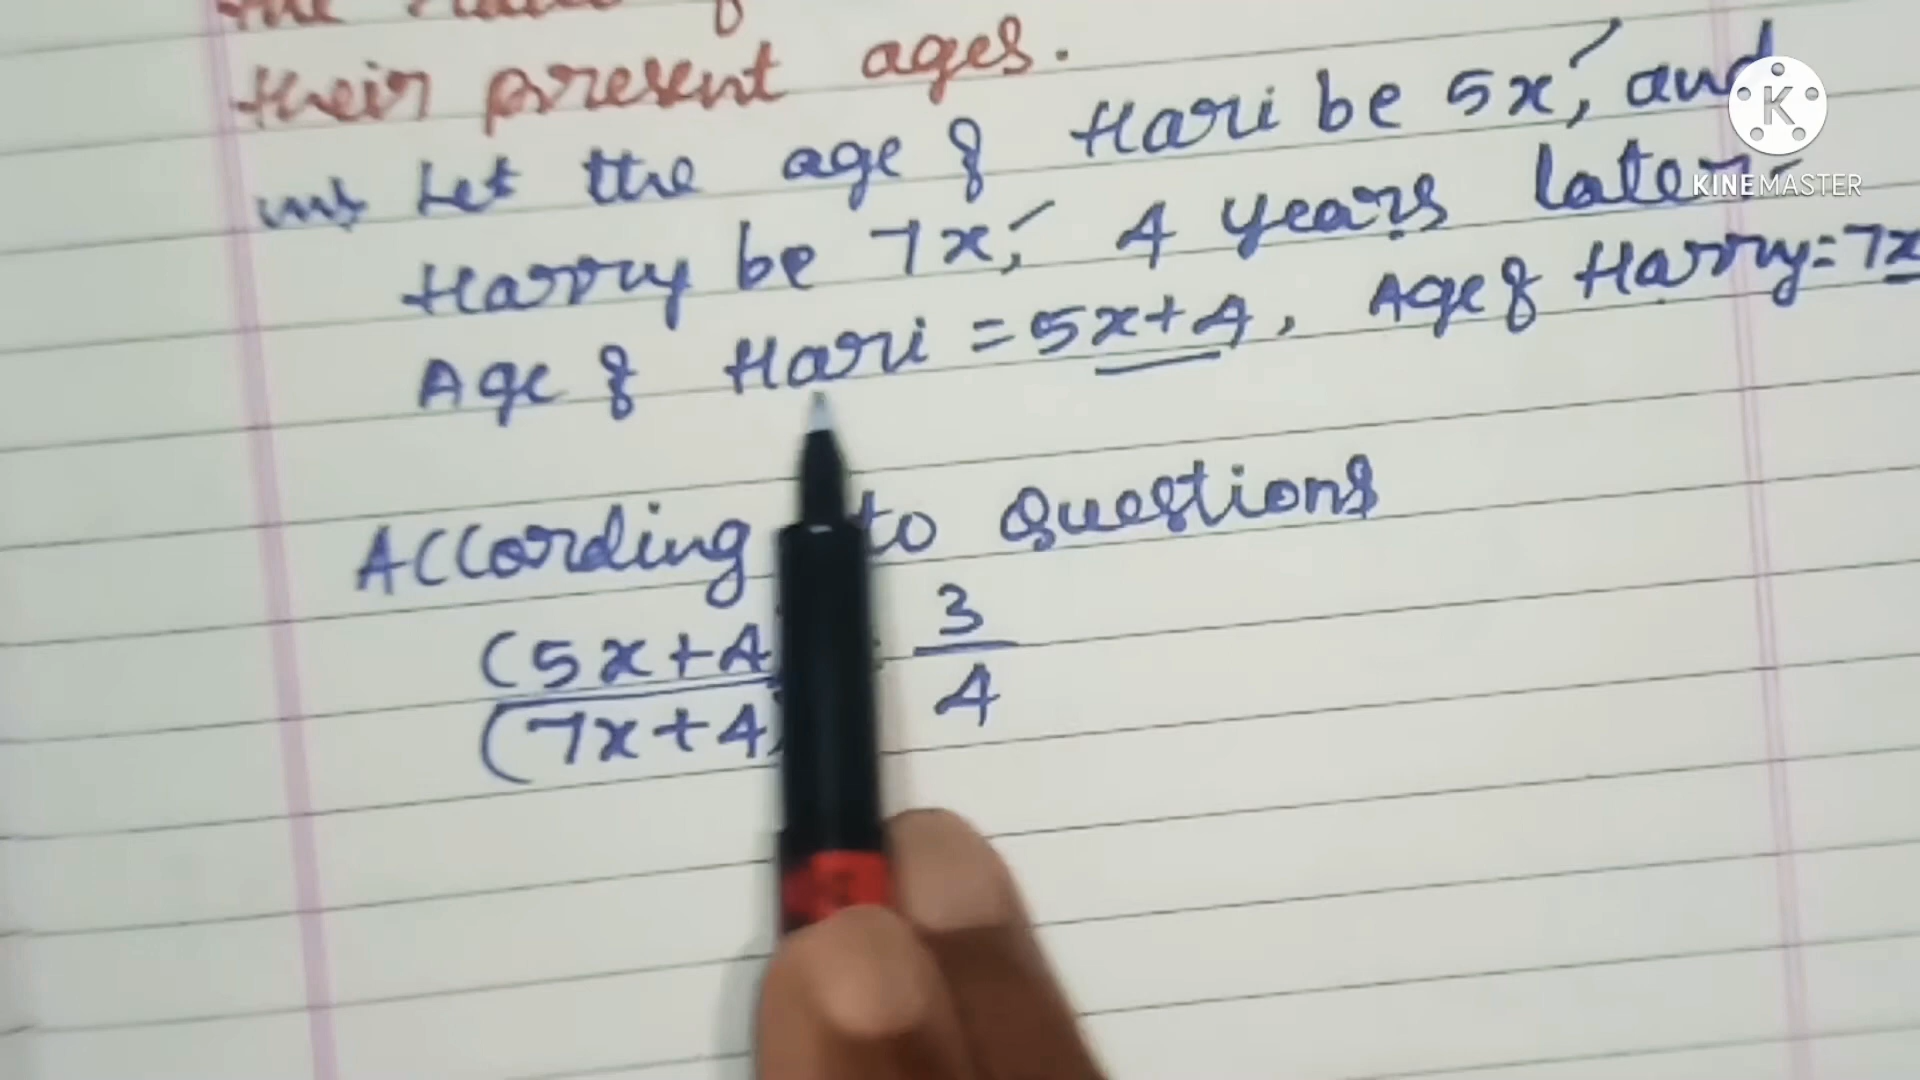 their present ages.
Let the age of Hari be 5x, and
Harry be 7x, 4 years later-
Age of Hari = 5x+4, Age of Harry=7x
According to Questions
(5x+4) 3
(7x+4) 4
K
KINEMASTER